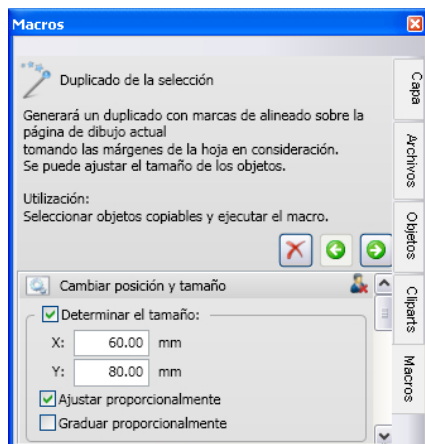 Macros
Duplicado de la selección
Generará un duplicado con marcas de alineado sobre la
página de dibujo actual
tomando las márgenes de la hoja en consideración.
Se puede ajustar el tamaño de los objetos.
Utilización:
Seleccionar objetos copiables y ejecutar el macro.
Cambiar posición y tamaño
Determinar el tamaño:
X: 60.00 mm
Y: 80.00 mm
Ajustar proporcionalmente
Graduar proporcionalmente
Capa
Archivos
Objetos
Cliparts
Macros